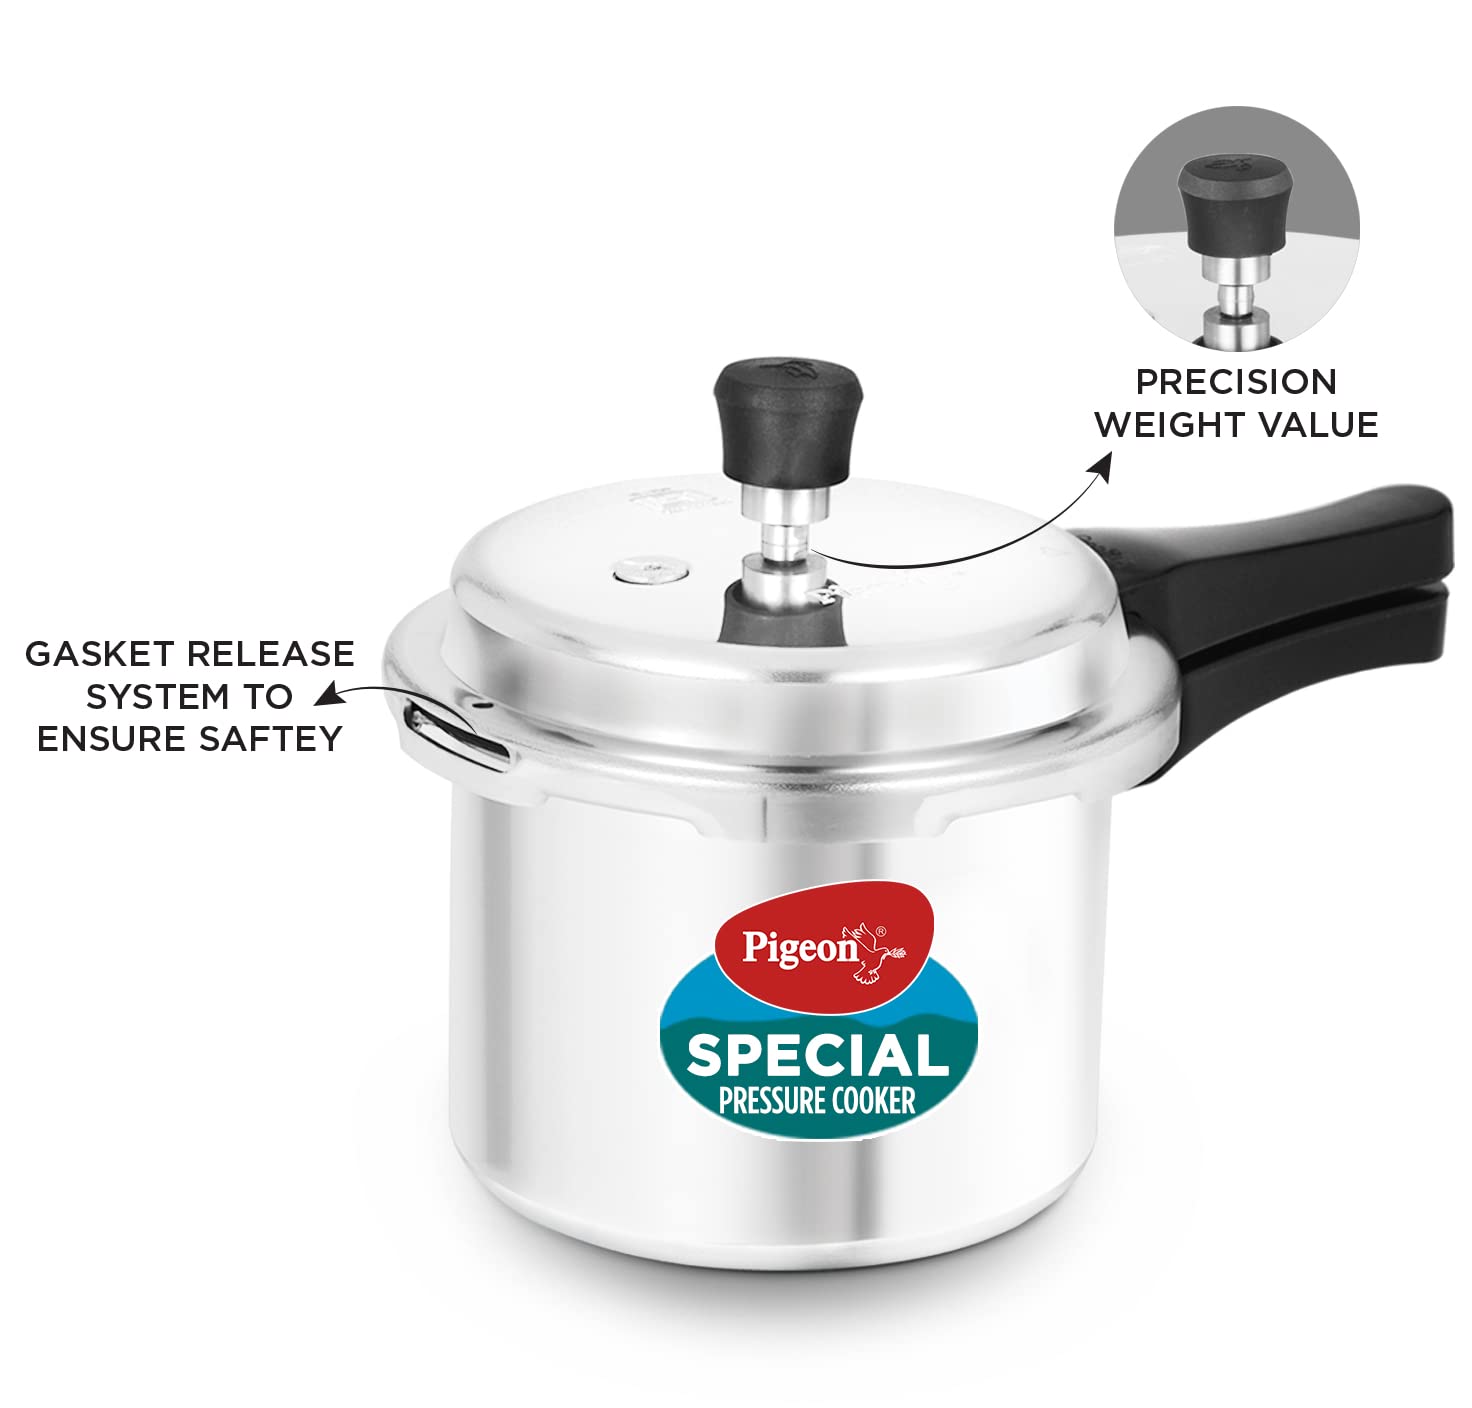 PRECISION
WEIGHT VALUE
GASKET RELEASE
SYSTEM TO
ENSURE SAFTEY
Pigeon®
SPECIAL
PRESSURE COOKER